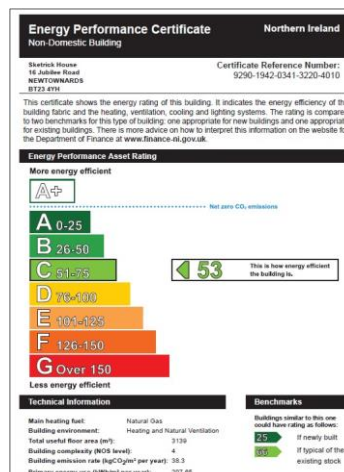 Energy Performance Certificate
Northern Ireland
Non-Domestic Building
Sketrick House
16 Jubilee Road
NEWTOWNARDS
BT23 4YH
Certificate Reference Number:
9290-1942-0341-3220-4010
This certificate shows the energy rating of this building. It indicates the energy efficiency of th
building fabric and the heating, ventilation, cooling and lighting systems. The rating is compare
to two benchmarks for this type of building: one appropriate for new buildings and one appropriat
for existing buildings. There is more advice on how to interpret this information on the website fo
the Department of Finance at www.finance-ni.gov.uk.
Energy Performance Asset Rating
More energy efficient
A+
Net zero CO₂ emissions
A 0-25
B 26-50
C 51-75
53
This is how energy efficient
the building is.
D 76-100
E 101-125
F 126-150
G Over 150
Less energy efficient
Technical Information
Main heating fuel: Natural Gas
Building environment: Heating and Natural Ventilation
Total useful floor area (m²): 3139
Building complexity (NOS level): 4
Building emission rate (kgCO₂/m² per year): 38.3
Benchmarks
Buildings similar to this one
could have rating as follows:
25 If newly built
If typical of the
existing stock